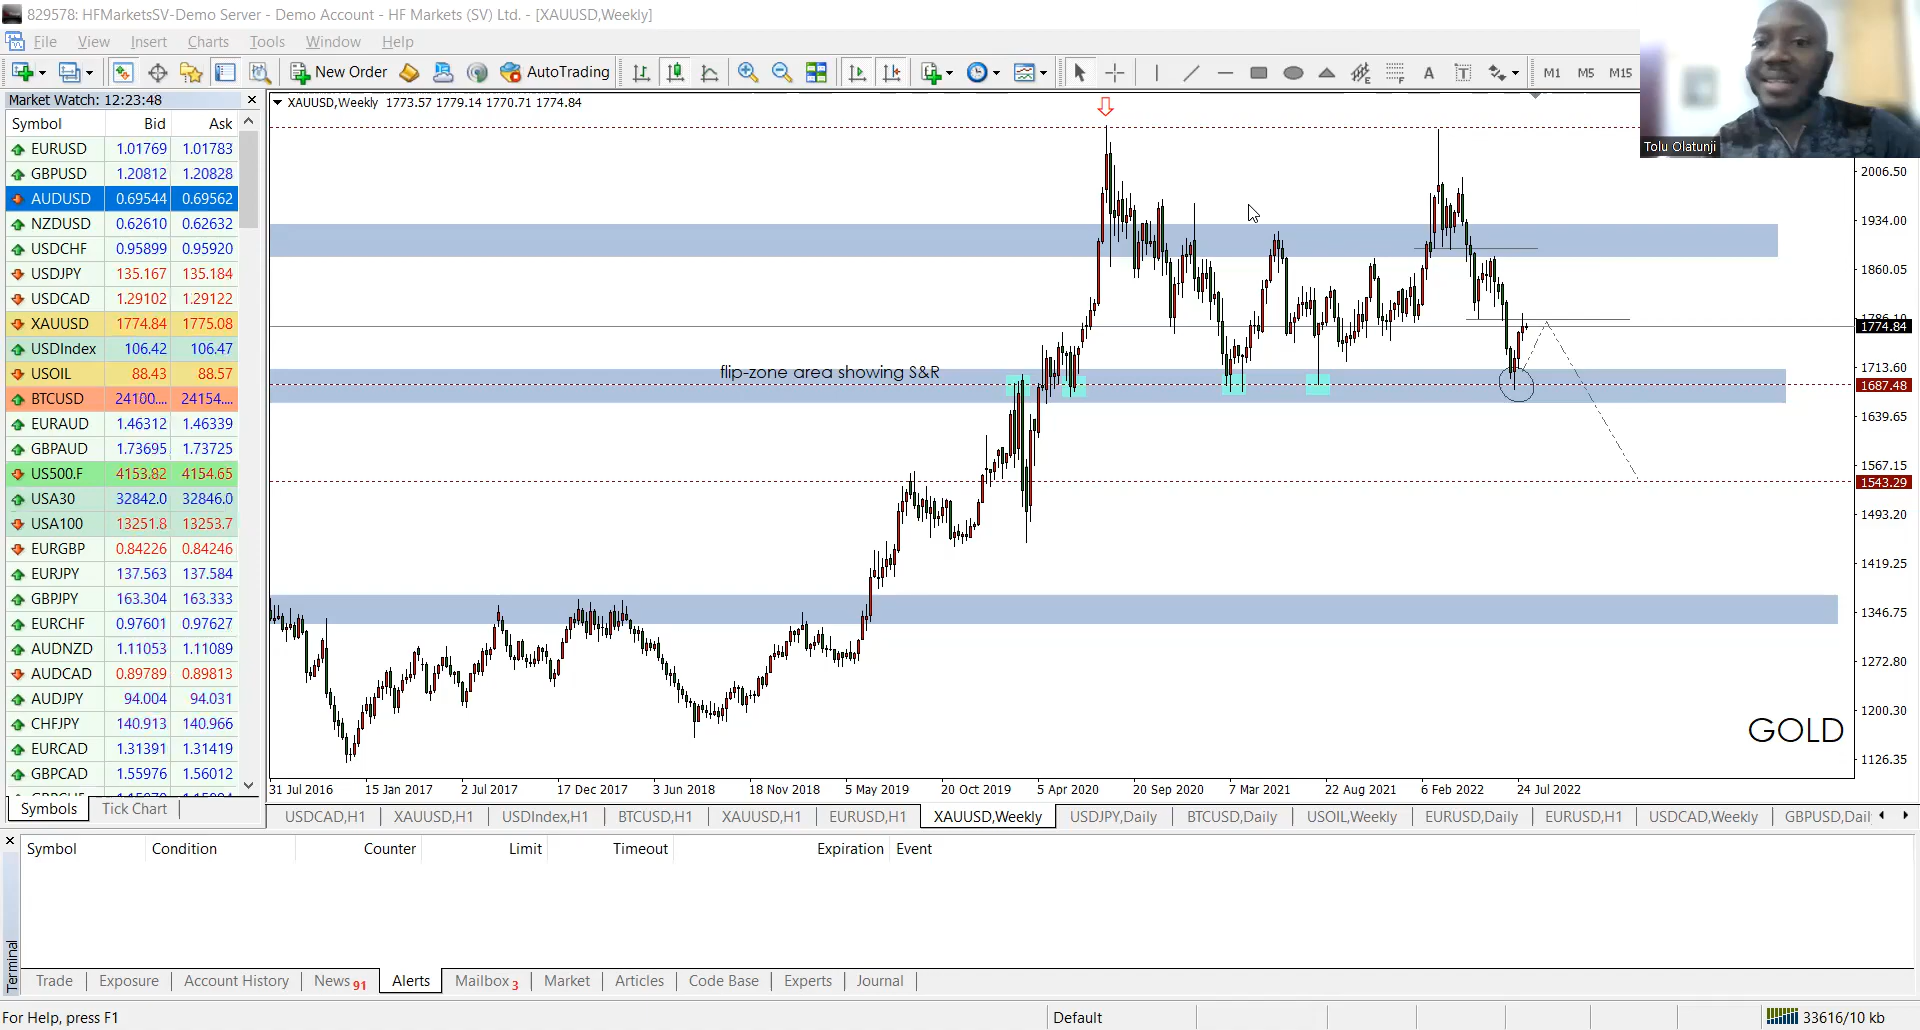 829578: HFMarketsSV-Demo Server - Demo Account - HF Markets (SV) Ltd. - [XAUUSD,Weekly]
File View Insert Charts Tools Window Help
New Order AutoTrading M1 M5 M15
Tolu Olatunji
Market Watch: 12:23:48
Symbol Bid Ask
EURUSD 1.01769 1.01783
GBPUSD 1.20812 1.20828
AUDUSD 0.69544 0.69562
NZDUSD 0.62610 0.62632
USDCHF 0.95899 0.95920
USDJPY 135.167 135.184
USDCAD 1.29102 1.29122
XAUUSD 1774.84 1775.08
USDIndex 106.42 106.47
USOIL 88.43 88.57
BTCUSD 24100.... 24154....
EURAUD 1.46312 1.46339
GBPAUD 1.73695 1.73725
US500.F 4153.82 4154.65
USA30 32842.0 32846.0
USA100 13251.8 13253.7
EURGBP 0.84226 0.84246
EURJPY 137.563 137.584
GBPJPY 163.304 163.333
EURCHF 0.97601 0.97627
AUDNZD 1.11053 1.11089
AUDCAD 0.89789 0.89813
AUDJPY 94.004 94.031
CHFJPY 140.913 140.966
EURCAD 1.31391 1.31419
GBPCAD 1.55976 1.56012
Symbols Tick Chart
XAUUSD,Weekly 1773.57 1779.14 1770.71 1774.84
flip-zone area showing S&R
GOLD
2006.50
1934.00
1860.05
1774.84
1713.60
1687.48
1639.65
1567.15
1543.29
1493.20
1419.25
1346.75
1272.80
1200.30
1126.35
31 Jul 2016 15 Jan 2017 2 Jul 2017 17 Dec 2017 3 Jun 2018 18 Nov 2018 5 May 2019 20 Oct 2019 5 Apr 2020 20 Sep 2020 7 Mar 2021 22 Aug 2021 6 Feb 2022 24 Jul 2022
USDCAD,H1 XAUUSD,H1 USDIndex,H1 BTCUSD,H1 XAUUSD,H1 EURUSD,H1 XAUUSD,Weekly USDJPY,Daily BTCUSD,Daily USOIL,Weekly EURUSD,Daily EURUSD,H1 USDCAD,Weekly GBPUSD,Dail
Symbol Condition Counter Limit Timeout Expiration Event
Terminal
Trade Exposure Account History News 91 Alerts Mailbox 3 Market Articles Code Base Experts Journal
For Help, press F1 Default 33616/10 kb